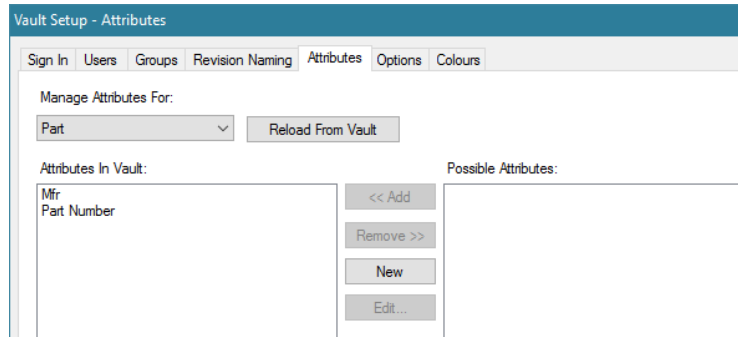 Vault Setup - Attributes
Sign In Users Groups Revision Naming Attributes Options Colours
Manage Attributes For:
Part Reload From Vault
Attributes In Vault: Possible Attributes:
Mfr
Part Number
<< Add
Remove >>
New
Edit...